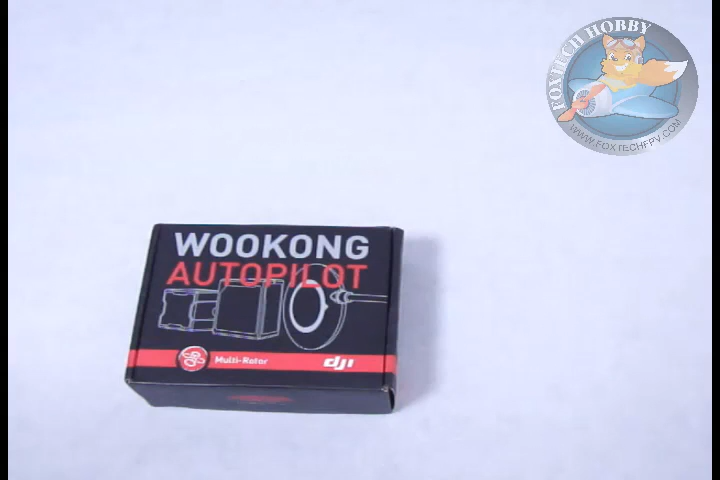 FOXTECH HOBBY
WWW.FOXTECHFPV.COM
WOOKONG
AUTOPILOT
Multi-Rotor
dji